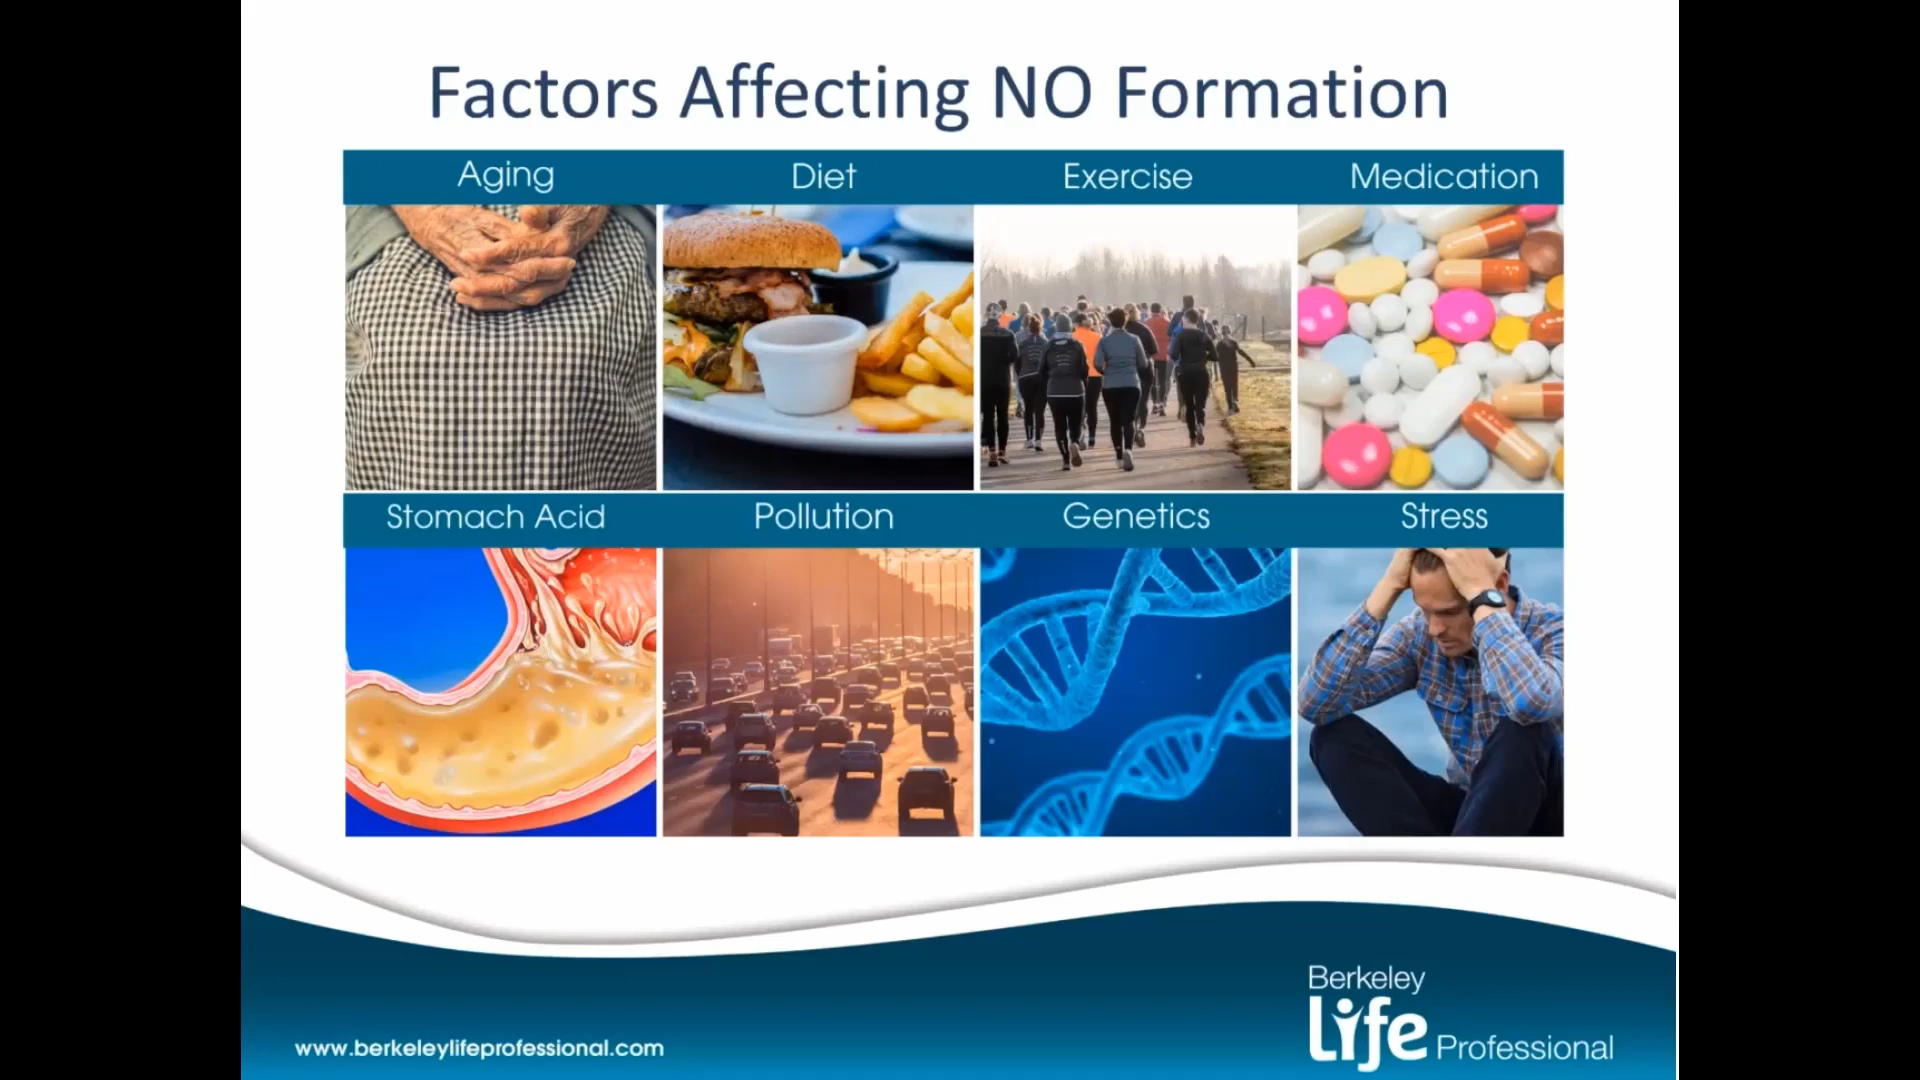 Factors Affecting NO Formation
Aging Diet Exercise Medication
Stomach Acid Pollution Genetics Stress
www.berkeleylifeprofessional.com
Berkeley
Life Professional